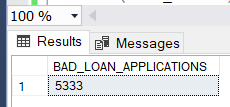 100 %
Results Messages
BAD_LOAN_APPLICATIONS
1 5333